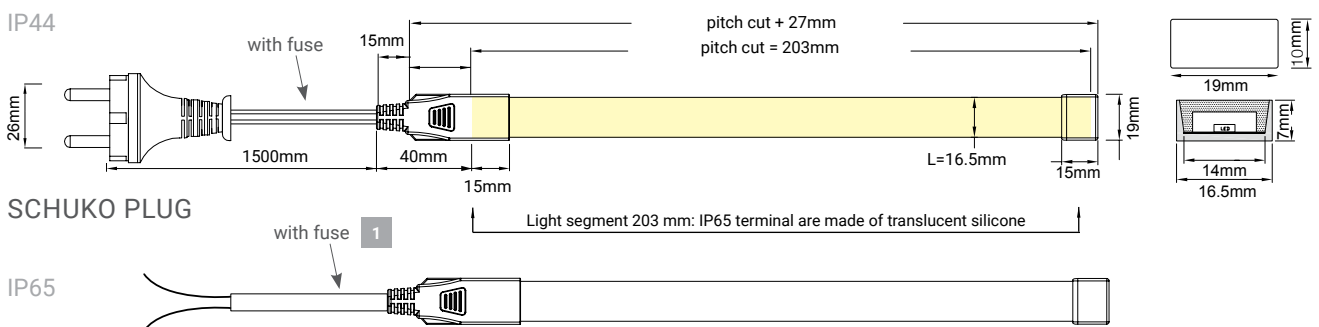 IP44
with fuse
15mm
pitch cut + 27mm
pitch cut = 203mm
10mm
19mm
26mm
1500mm
40mm
15mm
L=16.5mm
15mm
19mm
LED
7mm
14mm
16.5mm
SCHUKO PLUG
Light segment 203 mm: IP65 terminal are made of translucent silicone
with fuse 1
IP65